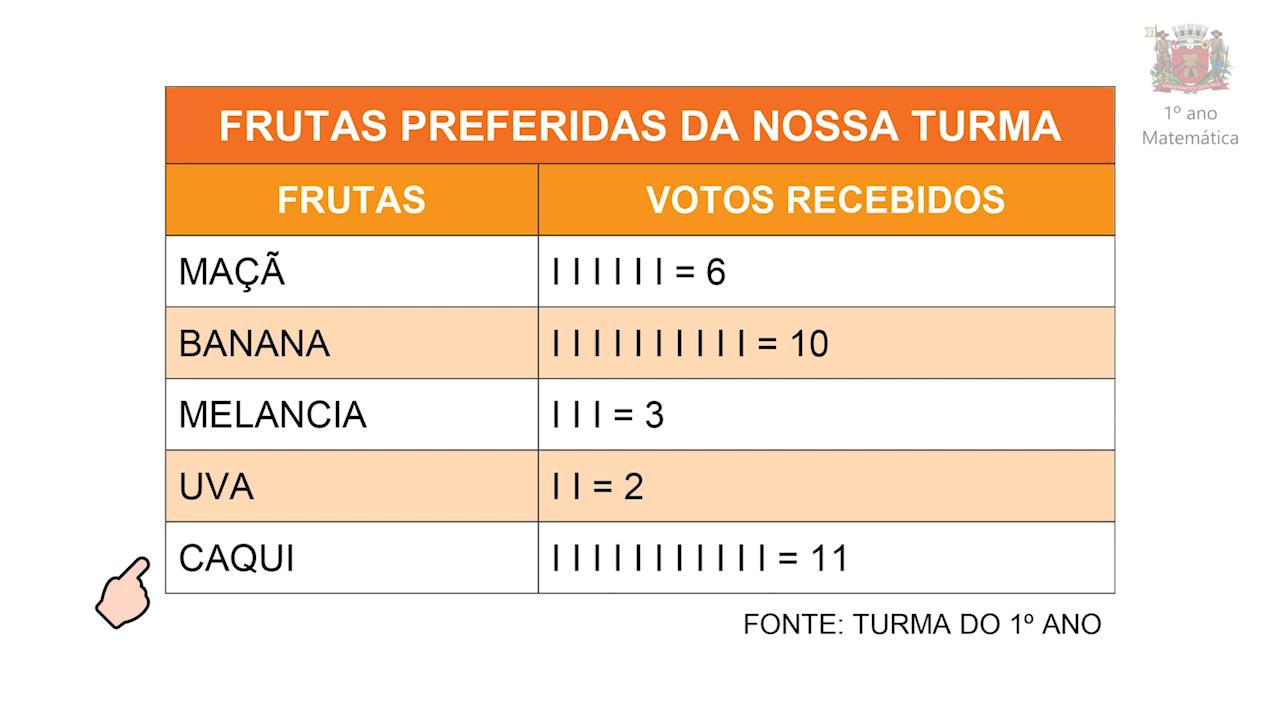 1º ano
Matemática
FRUTAS PREFERIDAS DA NOSSA TURMA
FRUTAS VOTOS RECEBIDOS
MAÇÃ I I I I I I = 6
BANANA I I I I I I I I I I = 10
MELANCIA I I I = 3
UVA I I = 2
CAQUI I I I I I I I I I I I = 11
FONTE: TURMA DO 1º ANO